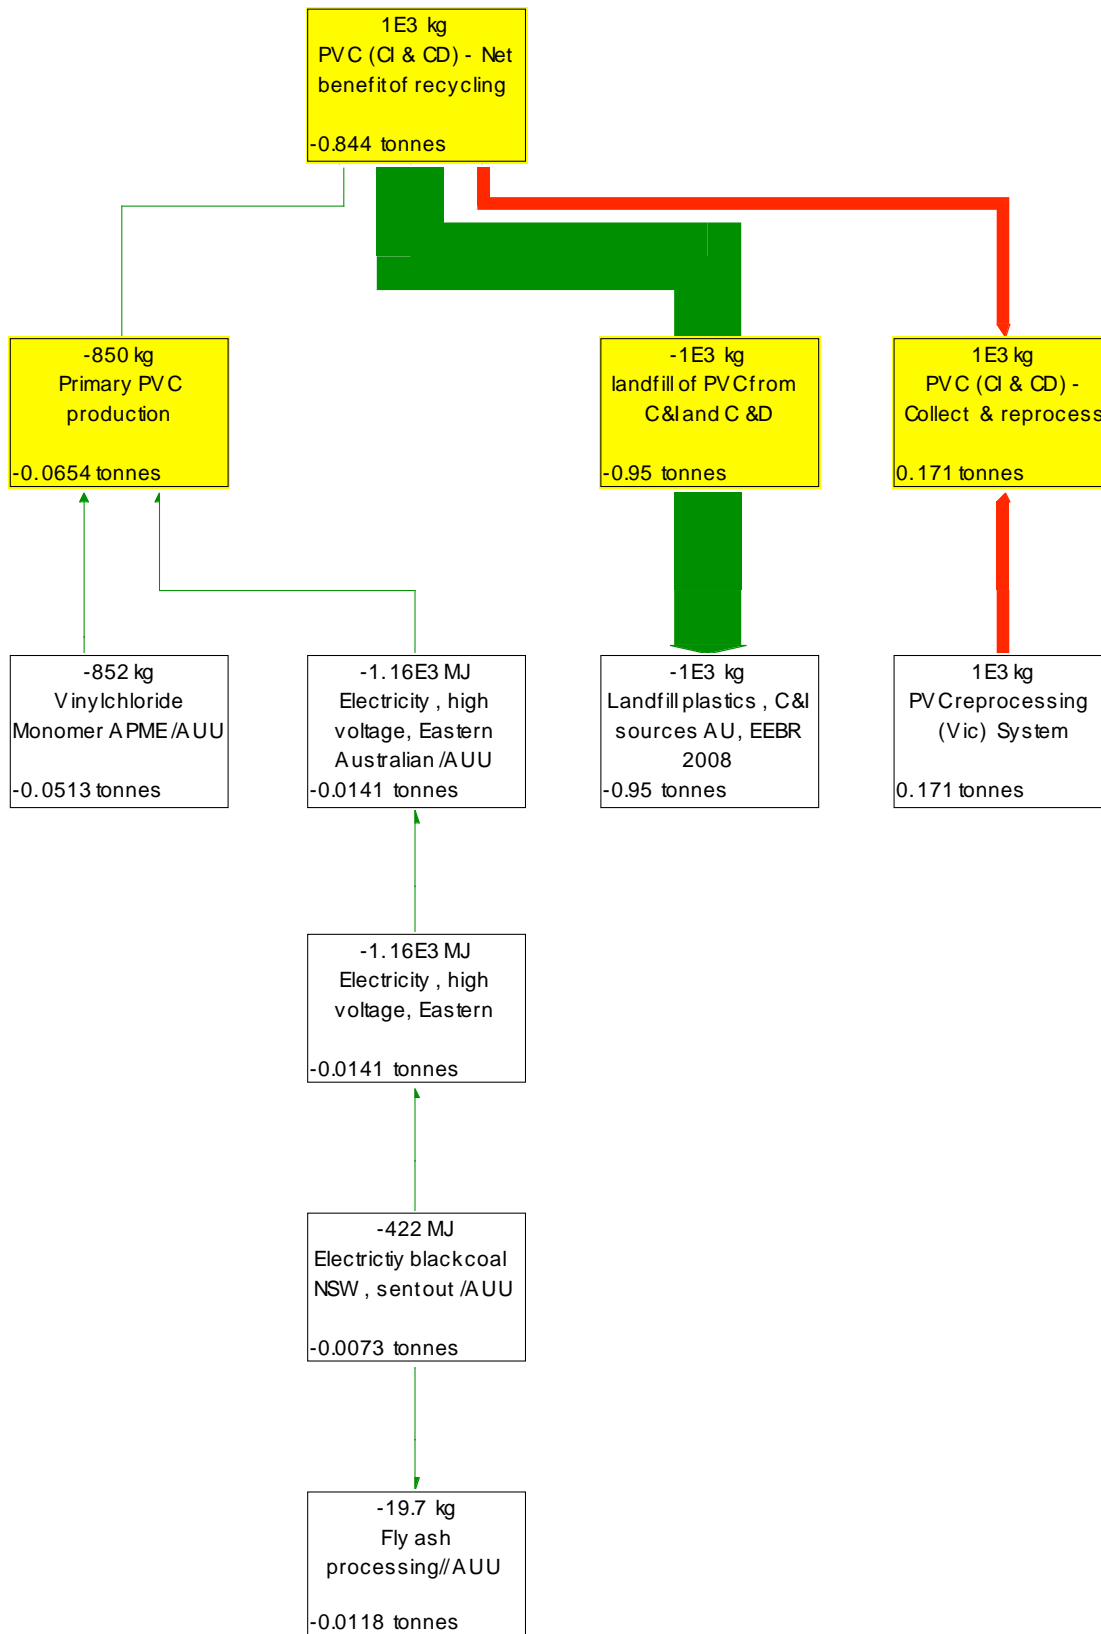 1E3 kg
PVC (CI & CD) - Net
benefit of recycling
-0.844 tonnes
-850 kg
Primary PVC
production
-0.0654 tonnes
-1E3 kg
landfill of PVC from
C&I and C &D
-0.95 tonnes
1E3 kg
PVC (CI & CD) -
Collect & reprocess
0.171 tonnes
-852 kg
Vinylchloride
Monomer APME/AUU
-0.0513 tonnes
-1.16E3 MJ
Electricity , high
voltage, Eastern
Australian /AUU
-0.0141 tonnes
-1E3 kg
Landfill plastics , C&I
sources AU, EEBR
2008
-0.95 tonnes
1E3 kg
PVC reprocessing
(Vic) System
0.171 tonnes
-1.16E3 MJ
Electricity , high
voltage, Eastern
-0.0141 tonnes
-422 MJ
Electrictiy black coal
NSW , sent out /AUU
-0.0073 tonnes
-19.7 kg
Fly ash
processing//AUU
-0.0118 tonnes